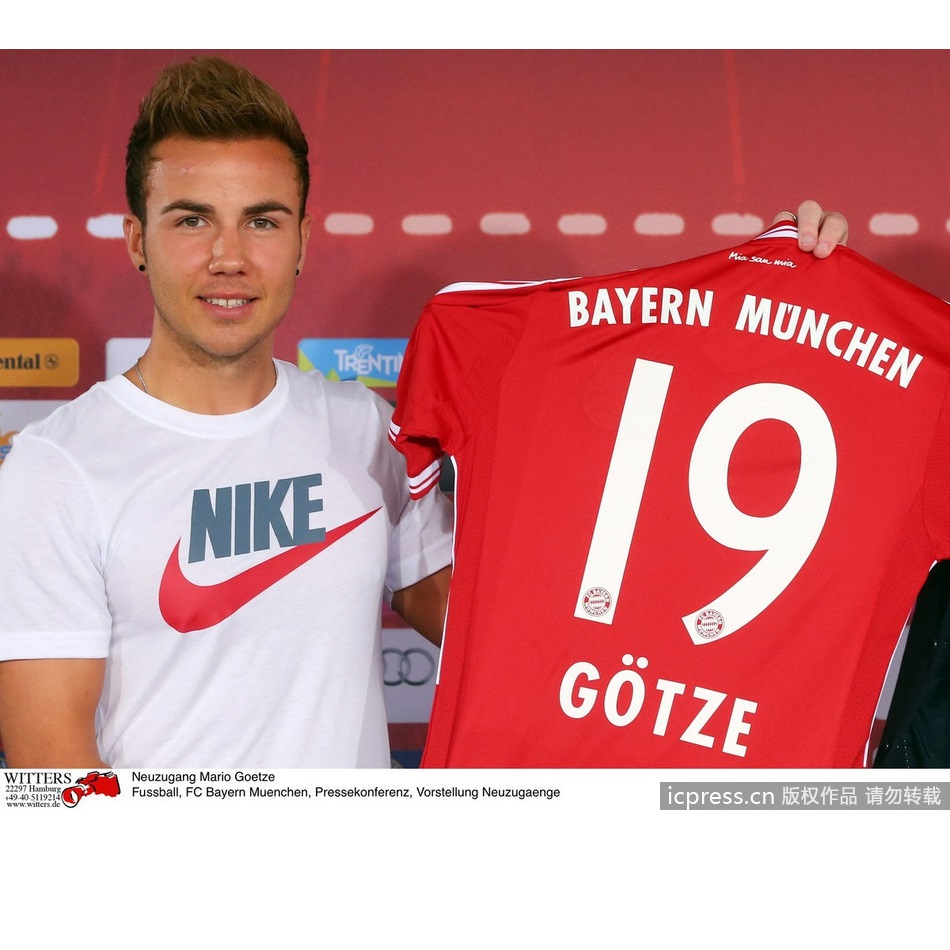 Mia san mia
BAYERN MÜNCHEN
ental
TRENTIN
NIKE
19
GÖTZE
WITTERS
22297 Hamburg
+49-40-5119214
www.witters.de
Neuzugang Mario Goetze
Fussball, FC Bayern Muenchen, Pressekonferenz, Vorstellung Neuzugaenge
icpress.cn 版权作品 请勿转载